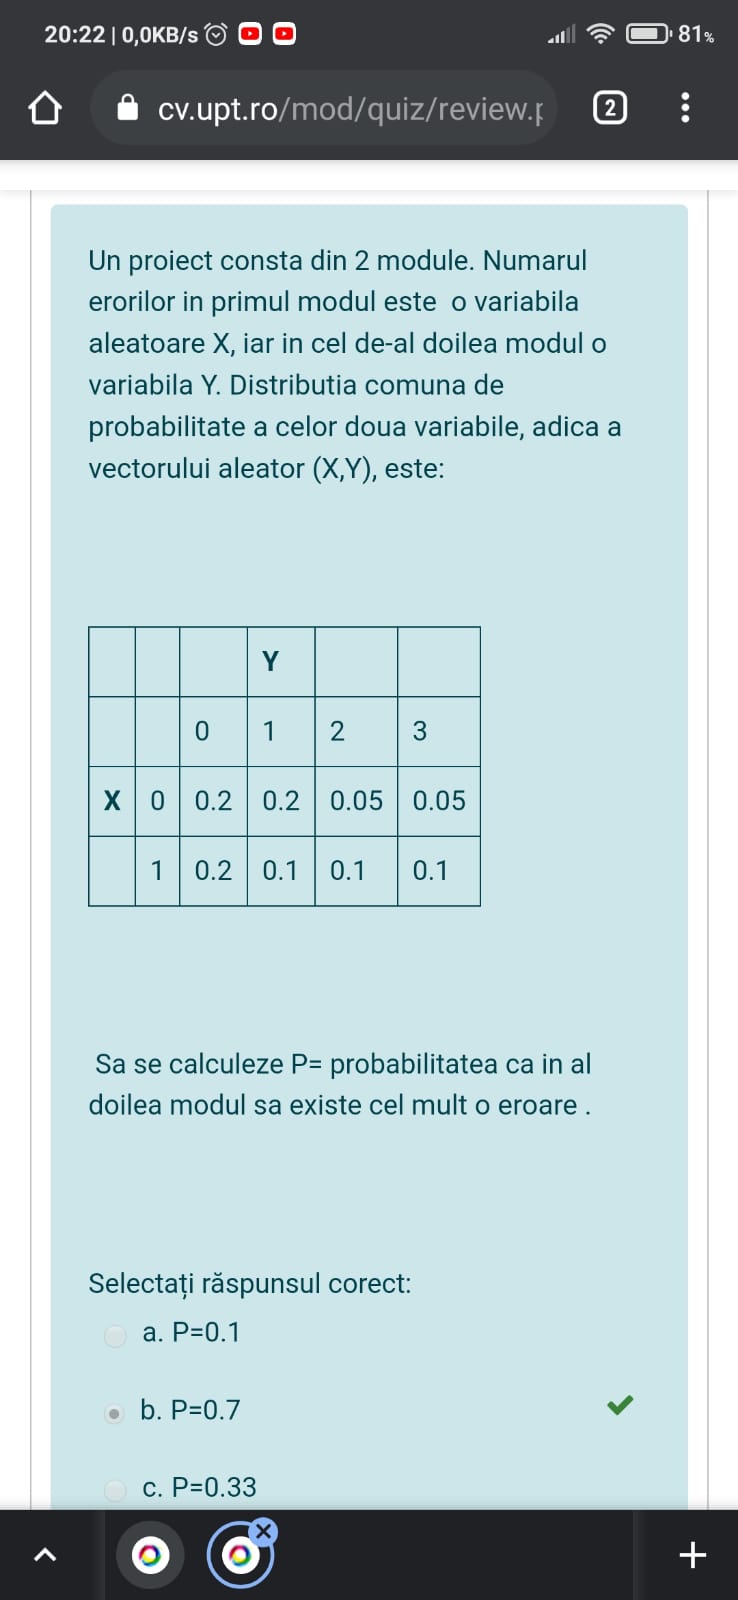 20:22 | 0,0KB/s
81%
cv.upt.ro/mod/quiz/review.p
2
Un proiect consta din 2 module. Numarul
erorilor in primul modul este o variabila
aleatoare X, iar in cel de-al doilea modul o
variabila Y. Distributia comuna de
probabilitate a celor doua variabile, adica a
vectorului aleator (X,Y), este:
Y
0 1 2 3
X 0 0.2 0.2 0.05 0.05
1 0.2 0.1 0.1 0.1
Sa se calculeze P= probabilitatea ca in al
doilea modul sa existe cel mult o eroare .
Selectați răspunsul corect:
a. P=0.1
b. P=0.7
c. P=0.33